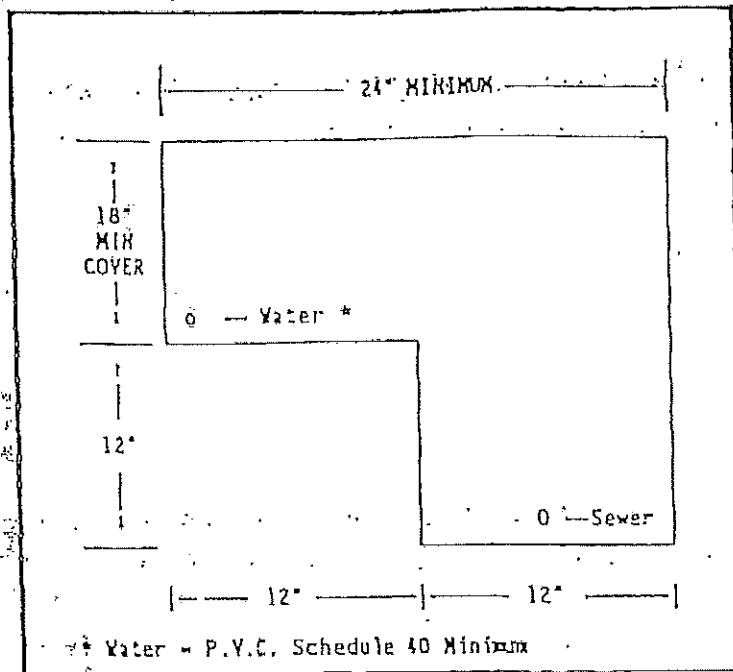 24" MINIMUM
18"
MIN
COVER
O — Water *
12"
O — Sewer
12" 12"
* Water = P.V.C. Schedule 40 Minimum